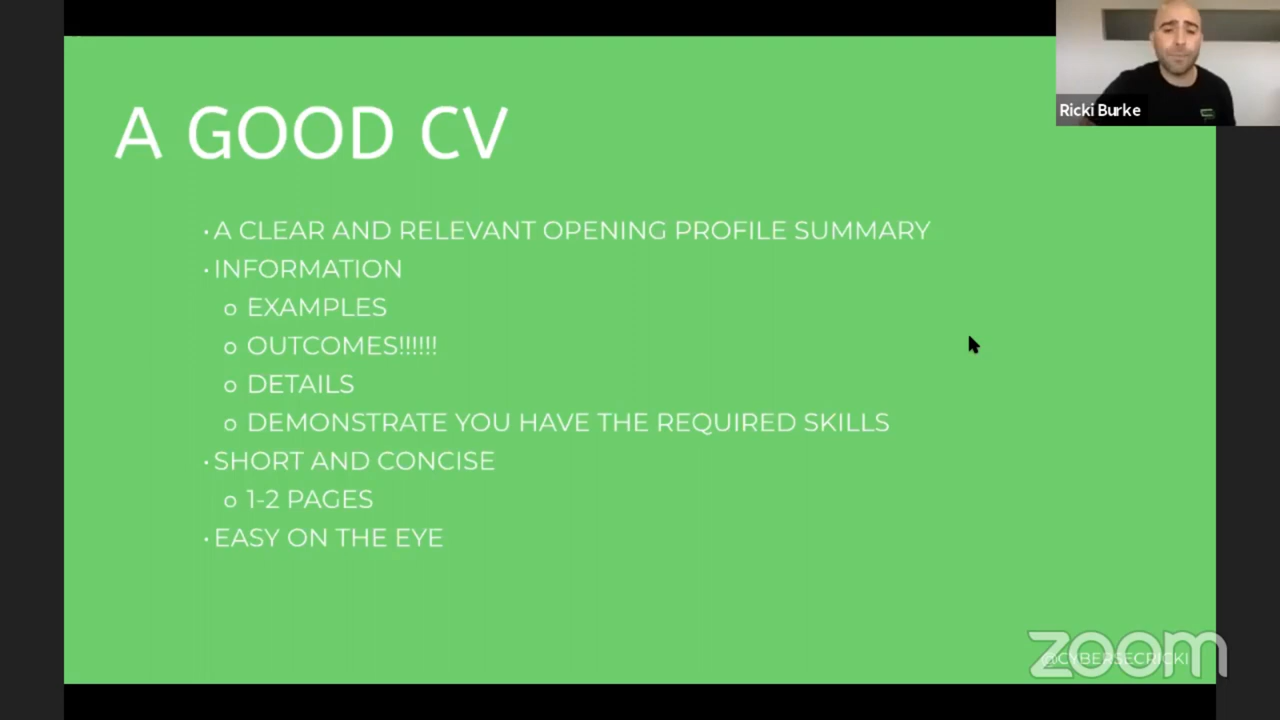 A GOOD CV
Ricki Burke
· A CLEAR AND RELEVANT OPENING PROFILE SUMMARY
· INFORMATION
o EXAMPLES
o OUTCOMES!!!!!!
o DETAILS
o DEMONSTRATE YOU HAVE THE REQUIRED SKILLS
· SHORT AND CONCISE
o 1-2 PAGES
· EASY ON THE EYE
@CYBERSECRICKI
zoom